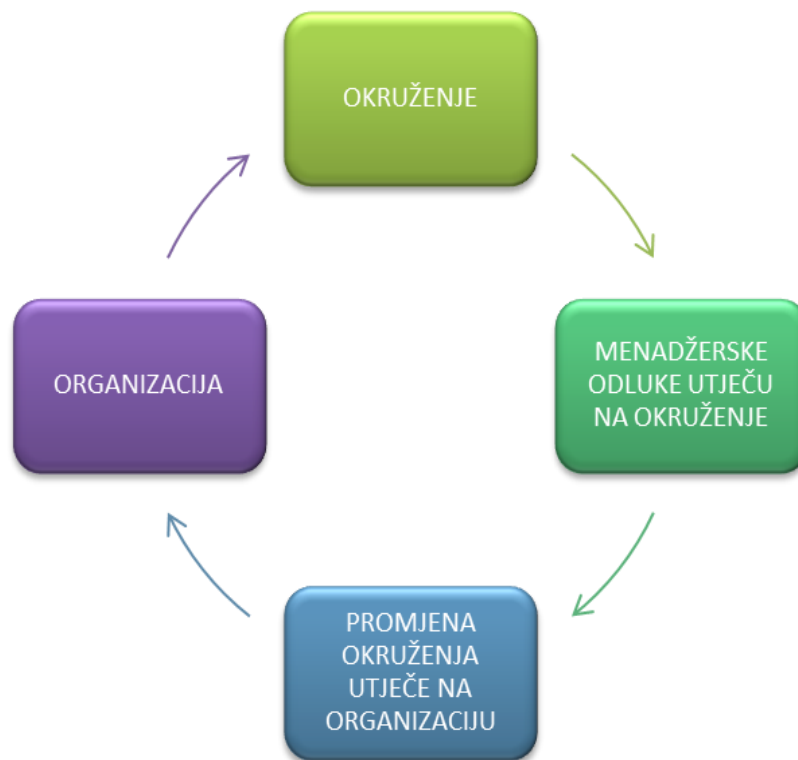 OKRUŽENJE
MENADŽERSKE
ODLUKE UTJEČU
NA OKRUŽENJE
PROMJENA
OKRUŽENJA
UTJEČE NA
ORGANIZACIJU
ORGANIZACIJA